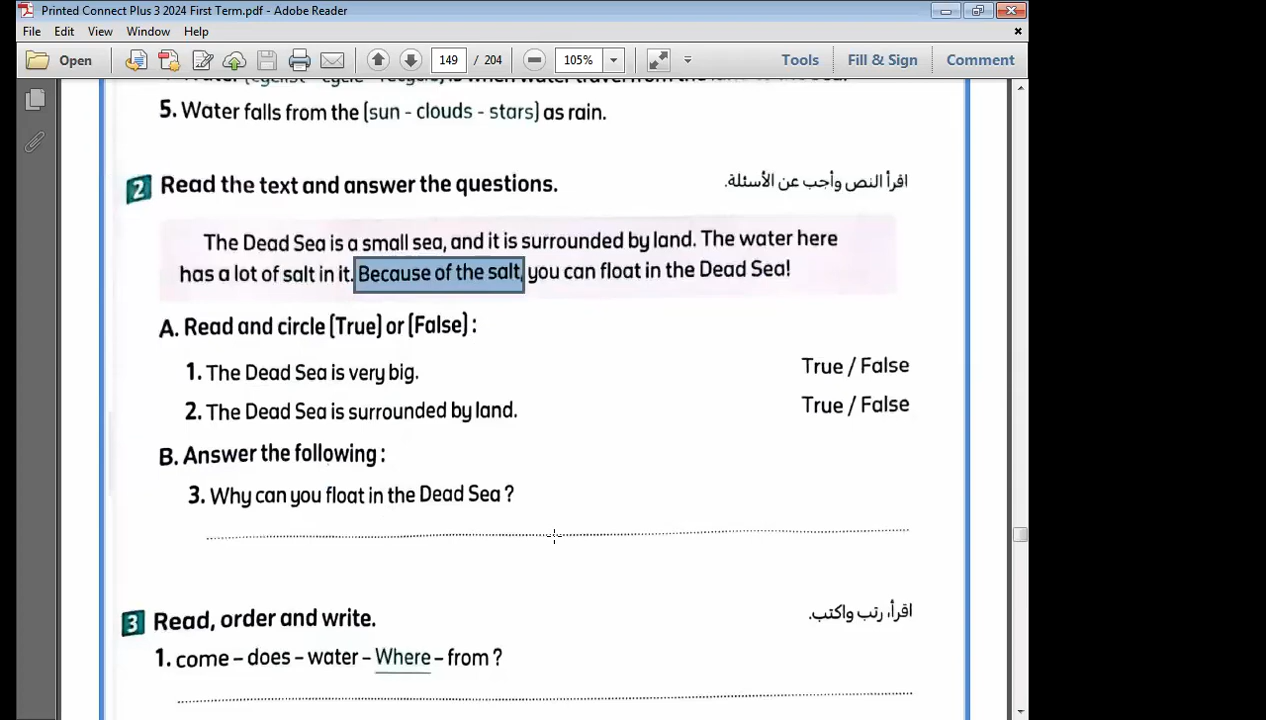 Printed Connect Plus 3 2024 First Term.pdf - Adobe Reader
File Edit View Window Help
Open 149 / 204 105% Tools Fill & Sign Comment
5. Water falls from the (sun - clouds - stars) as rain.
2 Read the text and answer the questions. اقرأ النص وأجب عن الأسئلة.
The Dead Sea is a small sea, and it is surrounded by land. The water here
has a lot of salt in it. Because of the salt, you can float in the Dead Sea!
A. Read and circle (True) or (False) :
1. The Dead Sea is very big. True / False
2. The Dead Sea is surrounded by land. True / False
B. Answer the following :
3. Why can you float in the Dead Sea ?
3 Read, order and write. اقرأ، رتب واكتب.
1. come – does – water – Where – from ?